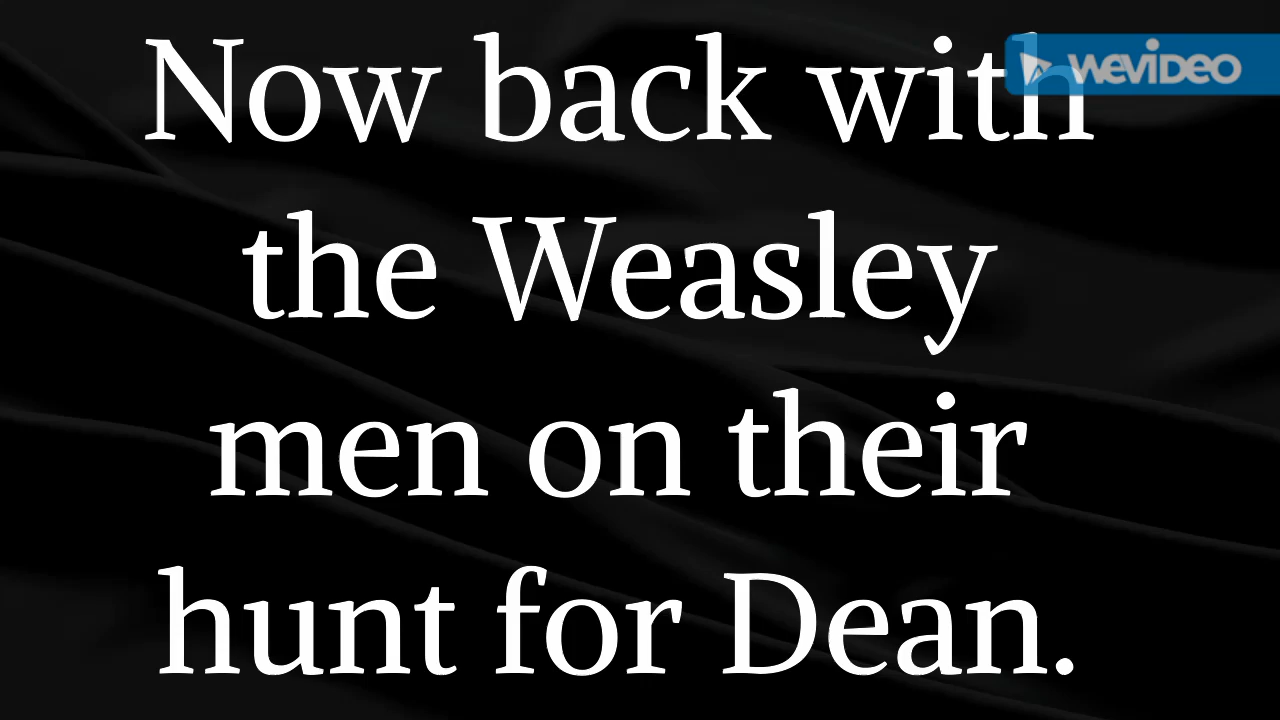 Now back with
WEVIDEO
the Weasley
men on their
hunt for Dean.